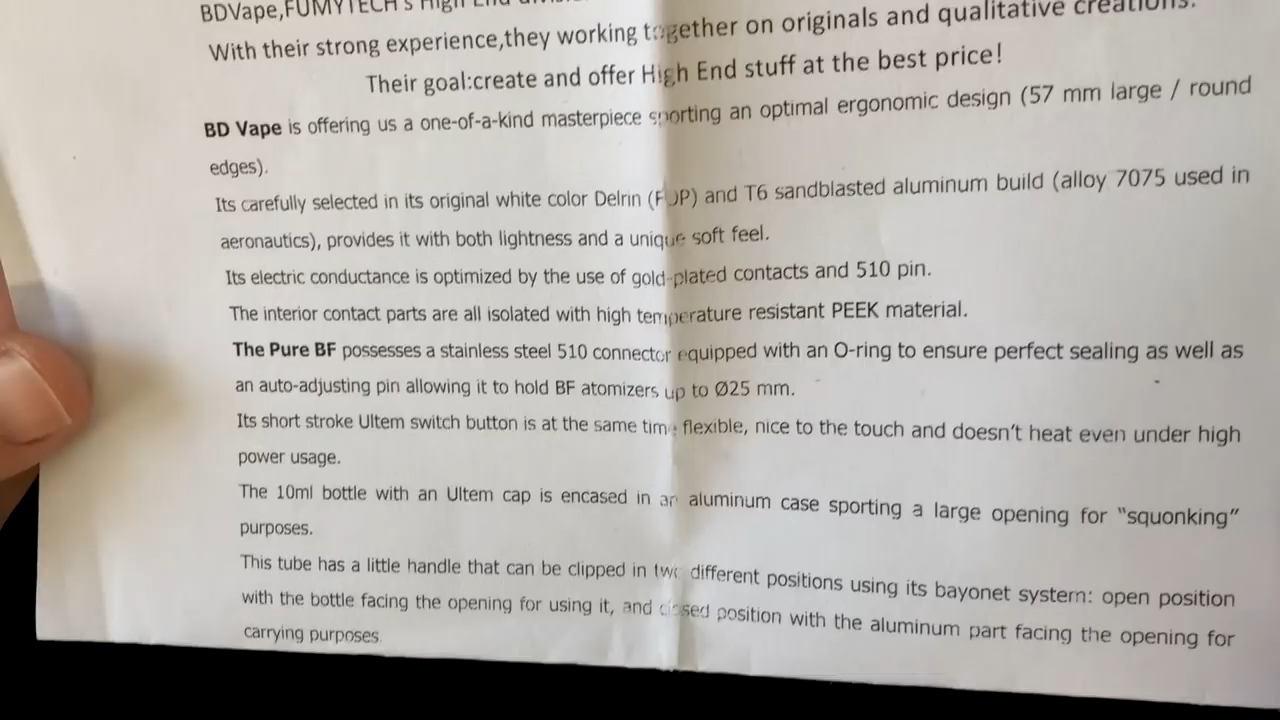 BDVape,FUMYTECH's High End
With their strong experience,they working together on originals and qualitative creations.
Their goal:create and offer High End stuff at the best price!
BD Vape is offering us a one-of-a-kind masterpiece sporting an optimal ergonomic design (57 mm large / round
edges).
Its carefully selected in its original white color Delrin and T6 sandblasted aluminum build (alloy 7075 used in
aeronautics), provides it with both lightness and a unique soft feel.
Its electric conductance is optimized by the use of gold-plated contacts and 510 pin.
The interior contact parts are all isolated with high temperature resistant PEEK material.
The Pure BF possesses a stainless steel 510 connector equipped with an O-ring to ensure perfect sealing as well as
an auto-adjusting pin allowing it to hold BF atomizers up to Ø25 mm.
Its short stroke Ultem switch button is at the same time flexible, nice to the touch and doesn't heat even under high
power usage.
The 10ml bottle with an Ultem cap is encased in an aluminum case sporting a large opening for "squonking"
purposes.
This tube has a little handle that can be clipped in two different positions using its bayonet system: open position
with the bottle facing the opening for using it, and closed position with the aluminum part facing the opening for
carrying purposes.